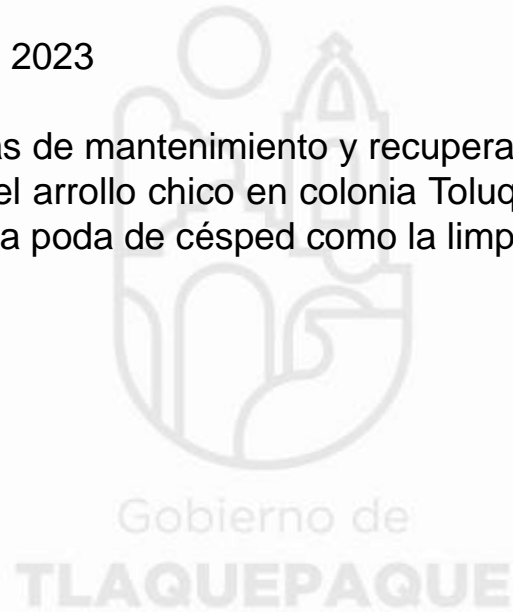 2023
as de mantenimiento y recupera
el arrollo chico en colonia Toluq
a poda de césped como la limp
Gobierno de
TLAQUEPAQUE